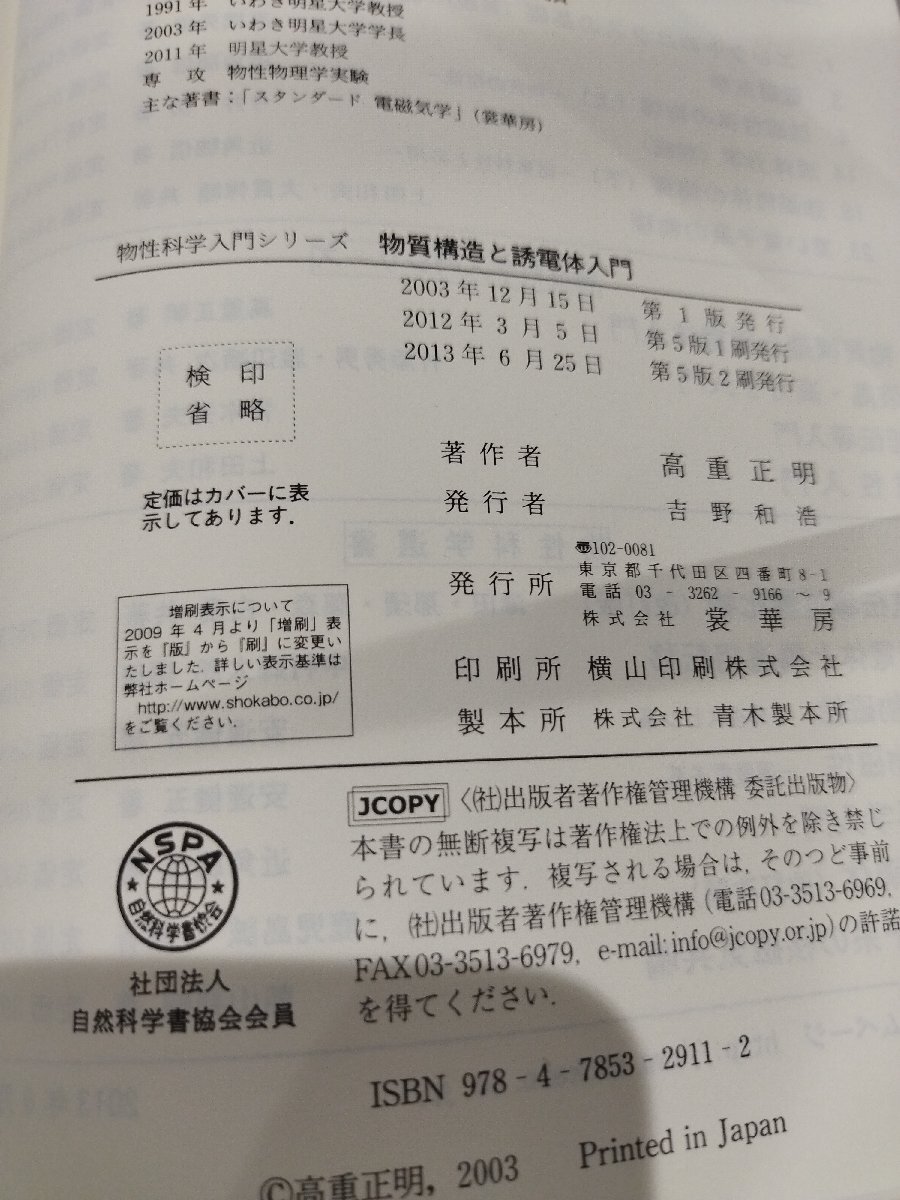 1991年 いわき明星大学教授
2003年 いわき明星大学学長
2011年 明星大学教授
専攻 物性物理学実験
主な著書:「スタンダード 電磁気学」(裳華房)
物性科学入門シリーズ 物質構造と誘電体入門
2003年12月15日 第1版発行
2012年3月5日 第5版1刷発行
2013年6月25日 第5版2刷発行
検印
省略
定価はカバーに表
示してあります.
著作者 高重正明
発行者 吉野和浩
発行所
〠102-0081
東京都千代田区四番町8-1
電話 03-3262-9166~9
株式会社 裳華房
印刷所 横山印刷株式会社
製本所 株式会社 青木製本所
増刷表示について
2009年4月より「増刷」表
示を『版』から『刷』に変更い
たしました.詳しい表示基準は
弊社ホームページ
http://www.shokabo.co.jp/
をご覧ください.
NSPA
自然科学書協会
社団法人
自然科学書協会会員
JCOPY 〈(社)出版者著作権管理機構 委託出版物〉
本書の無断複写は著作権法上での例外を除き禁じ
られています.複写される場合は,そのつど事前
に,(社)出版者著作権管理機構(電話03-3513-6969,
FAX03-3513-6979, e-mail:info@jcopy.or.jp)の許諾
を得てください.
ISBN 978-4-7853-2911-2
©高重正明, 2003 Printed in Japan